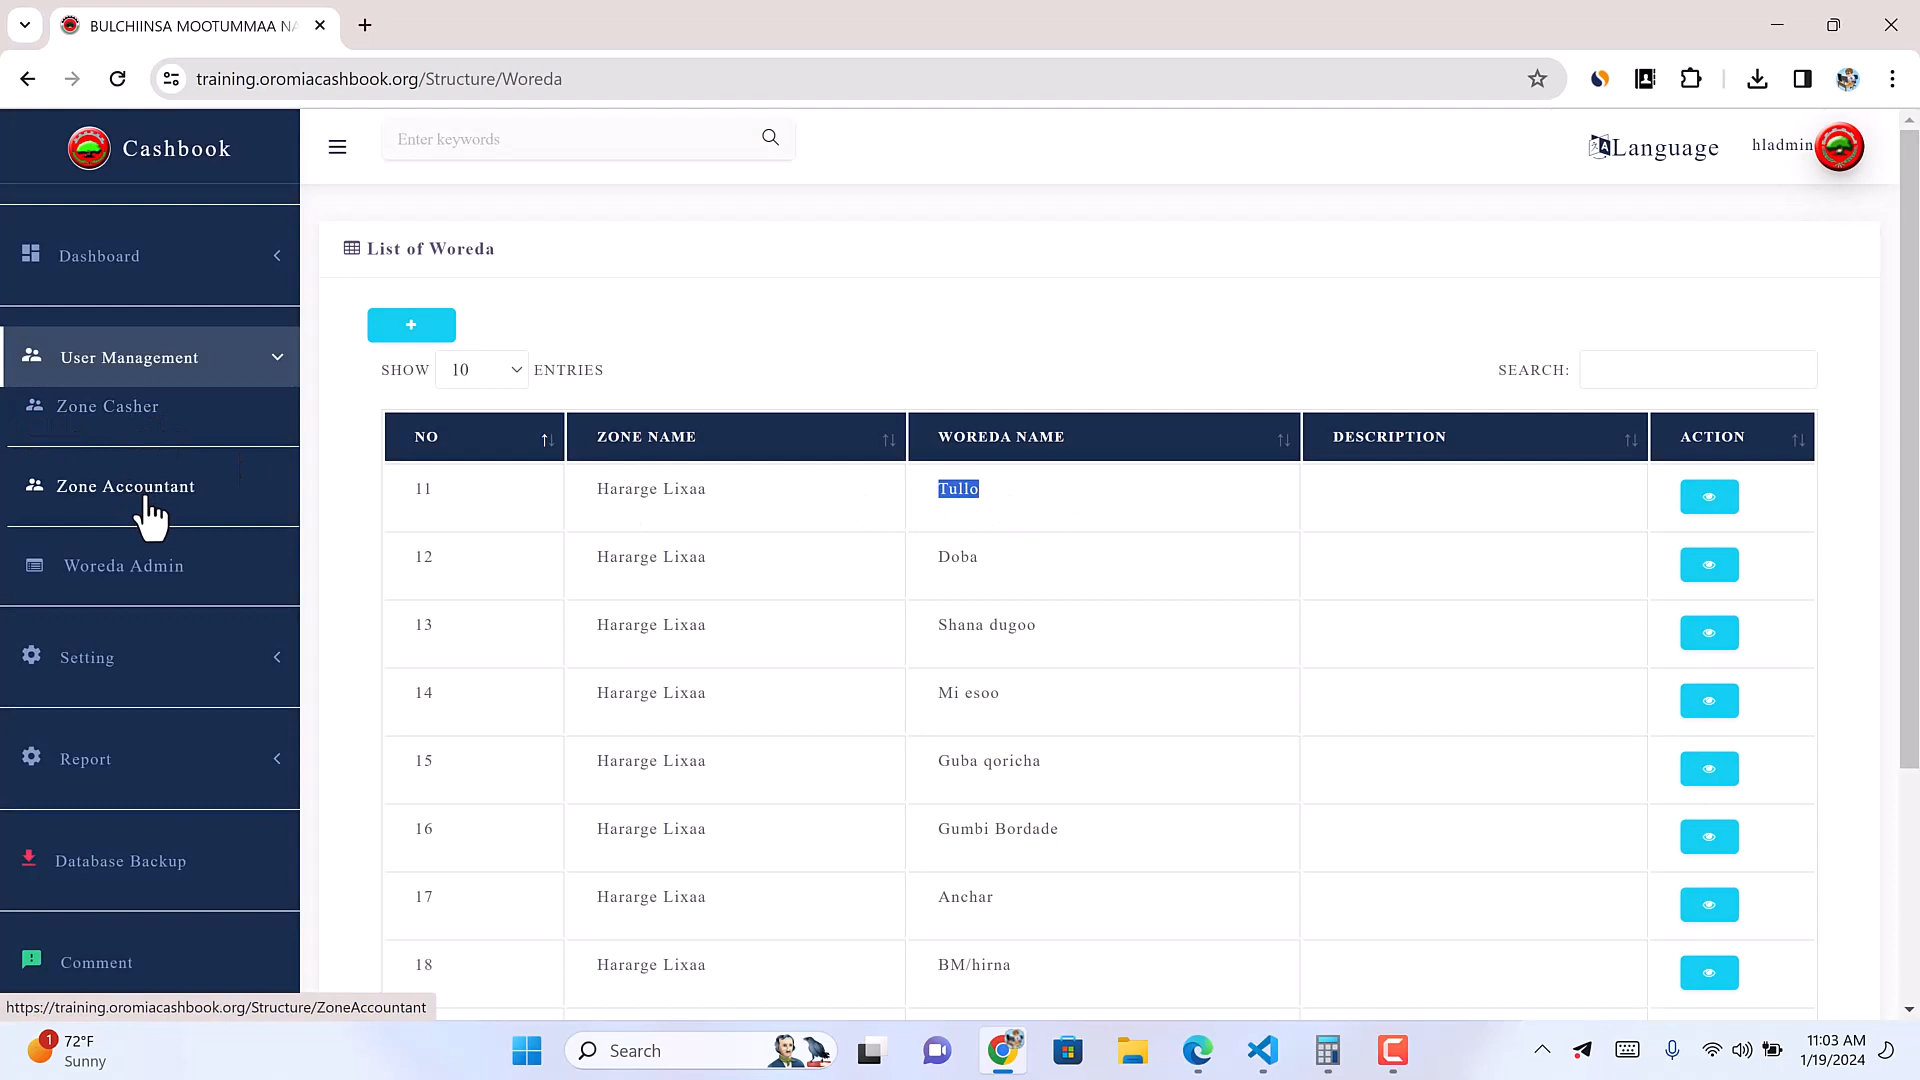 BULCHIINSA MOOTUMMAA NA
training.oromiacashbook.org/Structure/Woreda
Cashbook
Enter keywords
Language
hladmin
Dashboard
User Management
Zone Casher
Zone Accountant
Woreda Admin
Setting
Report
Database Backup
Comment
List of Woreda
+
SHOW 10 ENTRIES
SEARCH:
NO ZONE NAME WOREDA NAME DESCRIPTION ACTION
11 Hararge Lixaa Tullo
12 Hararge Lixaa Doba
13 Hararge Lixaa Shana dugoo
14 Hararge Lixaa Mi esoo
15 Hararge Lixaa Guba qoricha
16 Hararge Lixaa Gumbi Bordade
17 Hararge Lixaa Anchar
18 Hararge Lixaa BM/hirna
https://training.oromiacashbook.org/Structure/ZoneAccountant
1
72°F
Sunny
Search
11:03 AM
1/19/2024